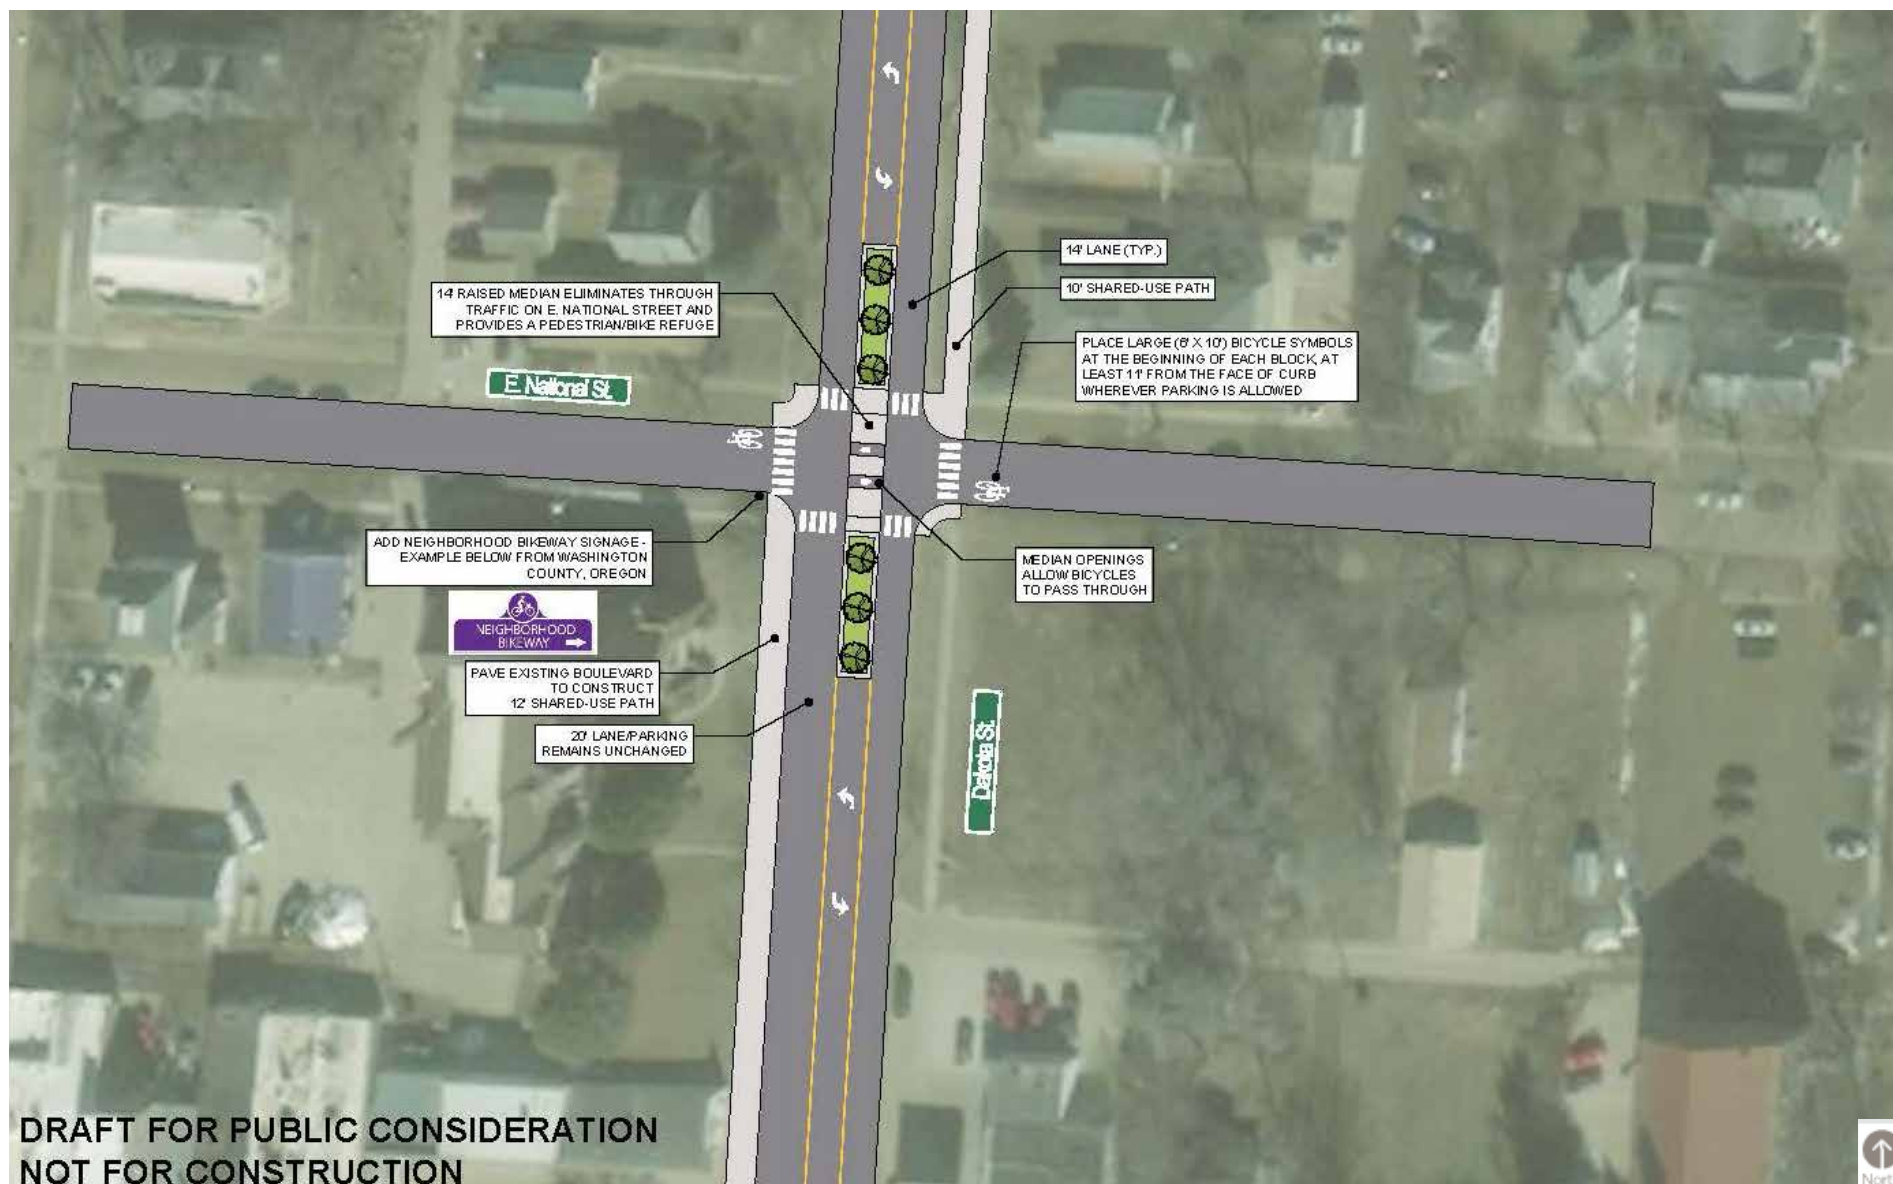 14' LANE (TYP.)
10' SHARED-USE PATH
14' RAISED MEDIAN ELIMINATES THROUGH
TRAFFIC ON E. NATIONAL STREET AND
PROVIDES A PEDESTRIAN/BIKE REFUGE
PLACE LARGE (6' X 10') BICYCLE SYMBOLS
AT THE BEGINNING OF EACH BLOCK, AT
LEAST 11' FROM THE FACE OF CURB
WHEREVER PARKING IS ALLOWED
E. National St.
ADD NEIGHBORHOOD BIKEWAY SIGNAGE -
EXAMPLE BELOW FROM WASHINGTON
COUNTY, OREGON
MEDIAN OPENINGS
ALLOW BICYCLES
TO PASS THROUGH
NEIGHBORHOOD
BIKEWAY
PAVE EXISTING BOULEVARD
TO CONSTRUCT
12' SHARED-USE PATH
20' LANE/PARKING
REMAINS UNCHANGED
Dakota St.
DRAFT FOR PUBLIC CONSIDERATION
NOT FOR CONSTRUCTION
North